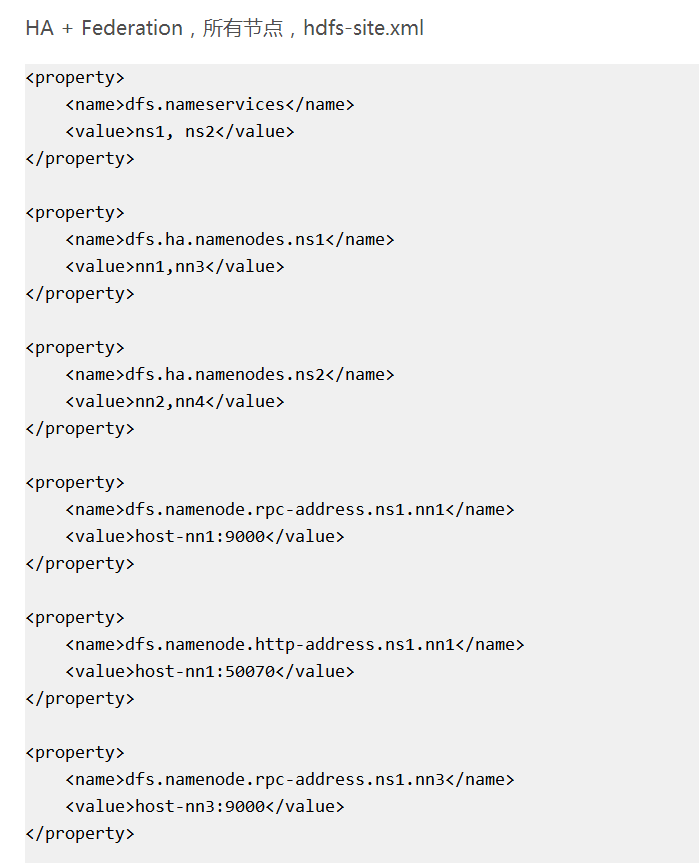 HA + Federation，所有节点，hdfs-site.xml
<property>
    <name>dfs.nameservices</name>
    <value>ns1, ns2</value>
</property>
<property>
    <name>dfs.ha.namenodes.ns1</name>
    <value>nn1,nn3</value>
</property>
<property>
    <name>dfs.ha.namenodes.ns2</name>
    <value>nn2,nn4</value>
</property>
<property>
    <name>dfs.namenode.rpc-address.ns1.nn1</name>
    <value>host-nn1:9000</value>
</property>
<property>
    <name>dfs.namenode.http-address.ns1.nn1</name>
    <value>host-nn1:50070</value>
</property>
<property>
    <name>dfs.namenode.rpc-address.ns1.nn3</name>
    <value>host-nn3:9000</value>
</property>